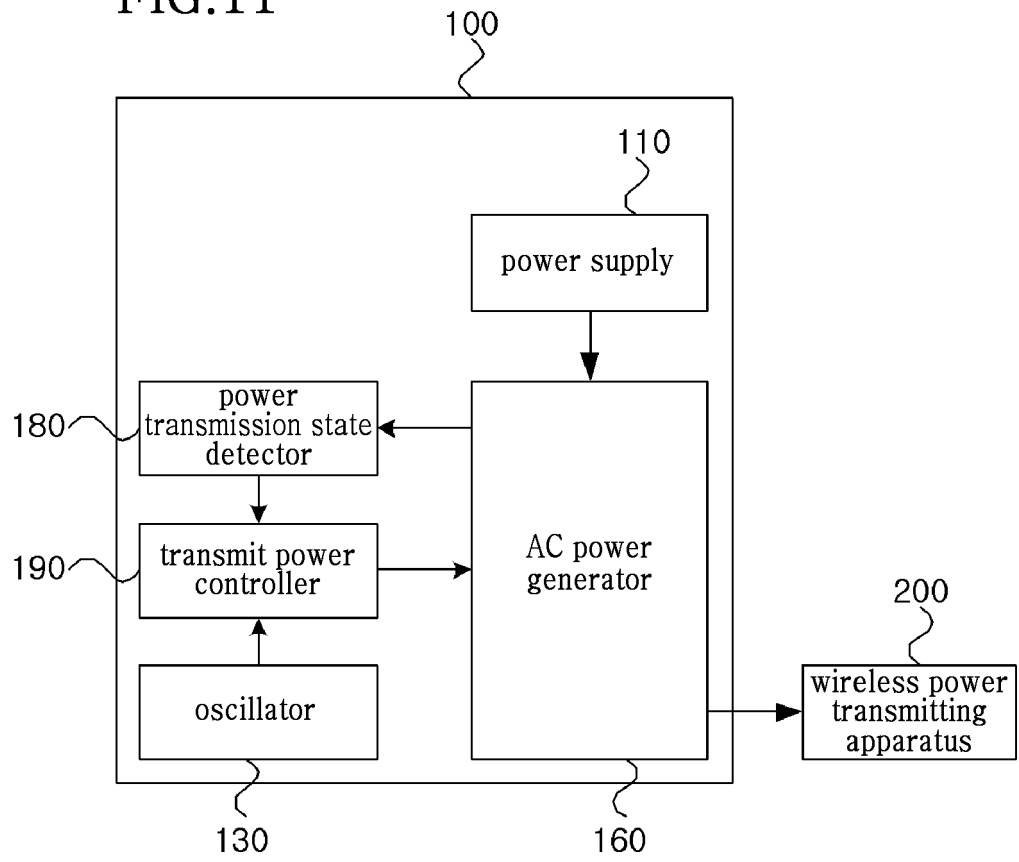 FIG.11
100
110
power supply
180
power
transmission state
detector
190
transmit power
controller
AC power
generator
200
oscillator
wireless power
transmitting
apparatus
130
160